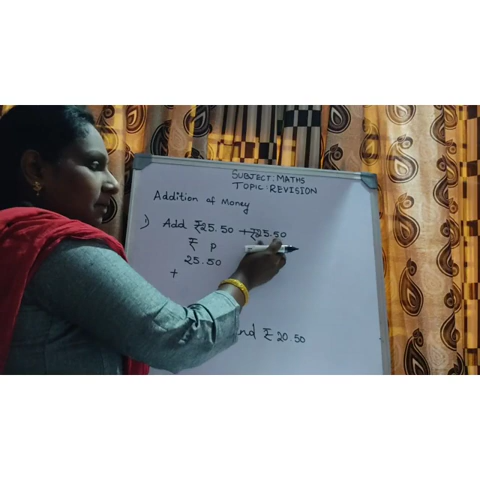 SUBJECT: MATHS
TOPIC: REVISION
Addition of Money
1) Add ₹25.50 + ₹25.50
₹ P
25.50
+
nd ₹20.50